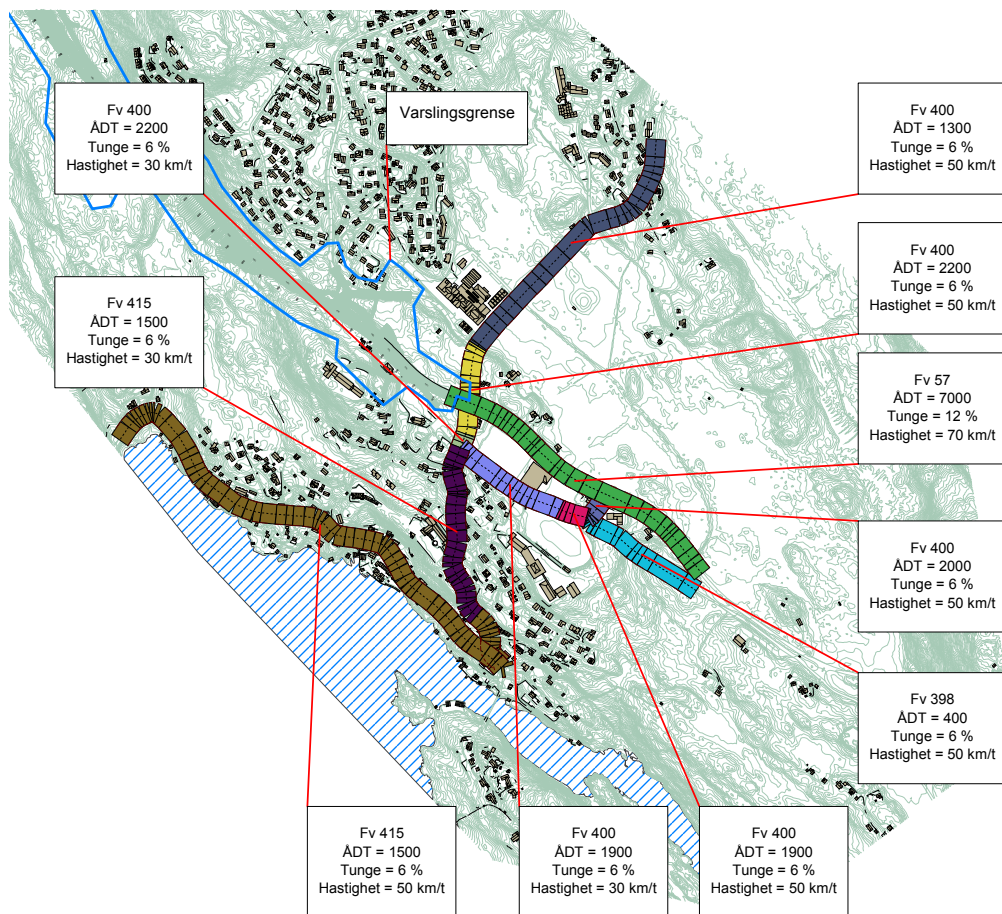 Fv 400
ÅDT = 2200
Tunge = 6 %
Hastighet = 30 km/t
Varslingsgrense
Fv 400
ÅDT = 1300
Tunge = 6 %
Hastighet = 50 km/t
Fv 400
ÅDT = 2200
Tunge = 6 %
Hastighet = 50 km/t
Fv 415
ÅDT = 1500
Tunge = 6 %
Hastighet = 30 km/t
Fv 57
ÅDT = 7000
Tunge = 12 %
Hastighet = 70 km/t
Fv 400
ÅDT = 2000
Tunge = 6 %
Hastighet = 50 km/t
Fv 398
ÅDT = 400
Tunge = 6 %
Hastighet = 50 km/t
Fv 415
ÅDT = 1500
Tunge = 6 %
Hastighet = 50 km/t
Fv 400
ÅDT = 1900
Tunge = 6 %
Hastighet = 30 km/t
Fv 400
ÅDT = 1900
Tunge = 6 %
Hastighet = 50 km/t